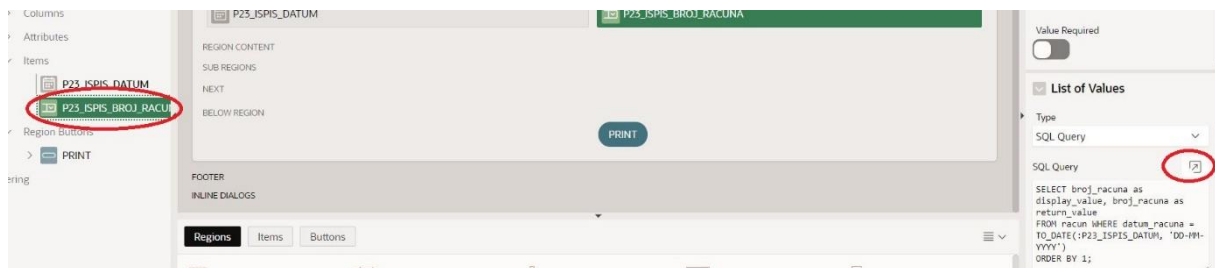 Columns
Attributes
Items
P23_ISPIS_DATUM
P23_ISPIS_BROJ_RACU
Region Buttons
PRINT
P23_ISPIS_DATUM
P23_ISPIS_BROJ_RACUNA
REGION CONTENT
SUB REGIONS
NEXT
BELOW REGION
PRINT
FOOTER
INLINE DIALOGS
Regions
Items
Buttons
Value Required
List of Values
Type
SQL Query
SQL Query
SELECT broj_racuna as
display_value, broj_racuna as
return_value
FROM racun WHERE datum_racuna =
TO_DATE(:P23_ISPIS_DATUM, 'DD-MM-
YYYY')
ORDER BY 1;